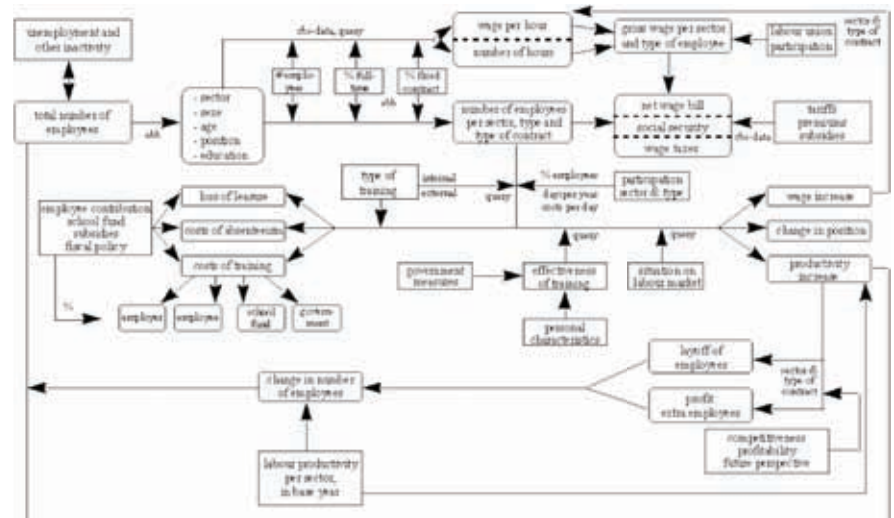 unemployment and
other inactivity
total number of
employees
- sector
- sexe
- age
- position
- education
query
% full-
time
% fixed
contract
wage per hour
number of hours
gross wage per sector
and type of employee
labour union
participation
sector &
type of
contract
number of employees
per sector, type and
type of contract
net wage bill
social security
wage taxes
tariffs
premiums
subsidies
type of
training
internal
external
query
% employees
days per year
costs per day
participation
sector & type
loss of leasure
employee contribution
school fund
subsidies
fiscal policy
costs of absenteeism
costs of training
%
employer
employee
school
fund
govern-
ment
wage increase
change in position
productivity
increase
query
query
government
measures
effectiveness
of training
situation on
labour market
personal
characteristics
layoff of
employees
sector &
type of
contract
profit
extra employees
change in number
of employees
competitiveness
profitability
future perspective
labour productivity
per sector,
in base year